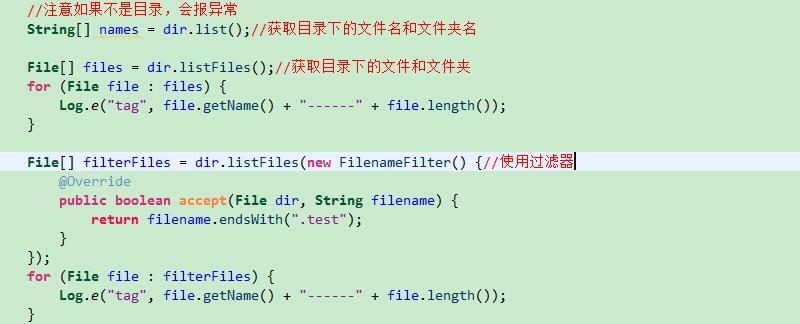 //注意如果不是目录，会报异常
String[] names = dir.list();//获取目录下的文件名和文件夹名
File[] files = dir.listFiles();//获取目录下的文件和文件夹
for (File file : files) {
Log.e("tag", file.getName() + "------" + file.length());
}
File[] filterFiles = dir.listFiles(new FilenameFilter() {//使用过滤器
@Override
public boolean accept(File dir, String filename) {
return filename.endsWith(".test");
}
});
for (File file : filterFiles) {
Log.e("tag", file.getName() + "------" + file.length());
}